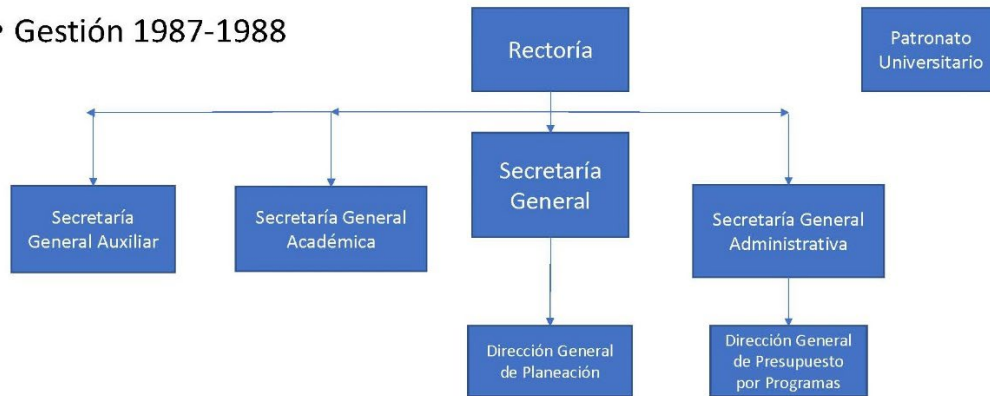 • Gestión 1987-1988
Rectoría
Patronato
Universitario
Secretaría
General Auxiliar
Secretaría General
Académica
Secretaría
General
Secretaría General
Administrativa
Dirección General
de Planeación
Dirección General
de Presupuesto
por Programas